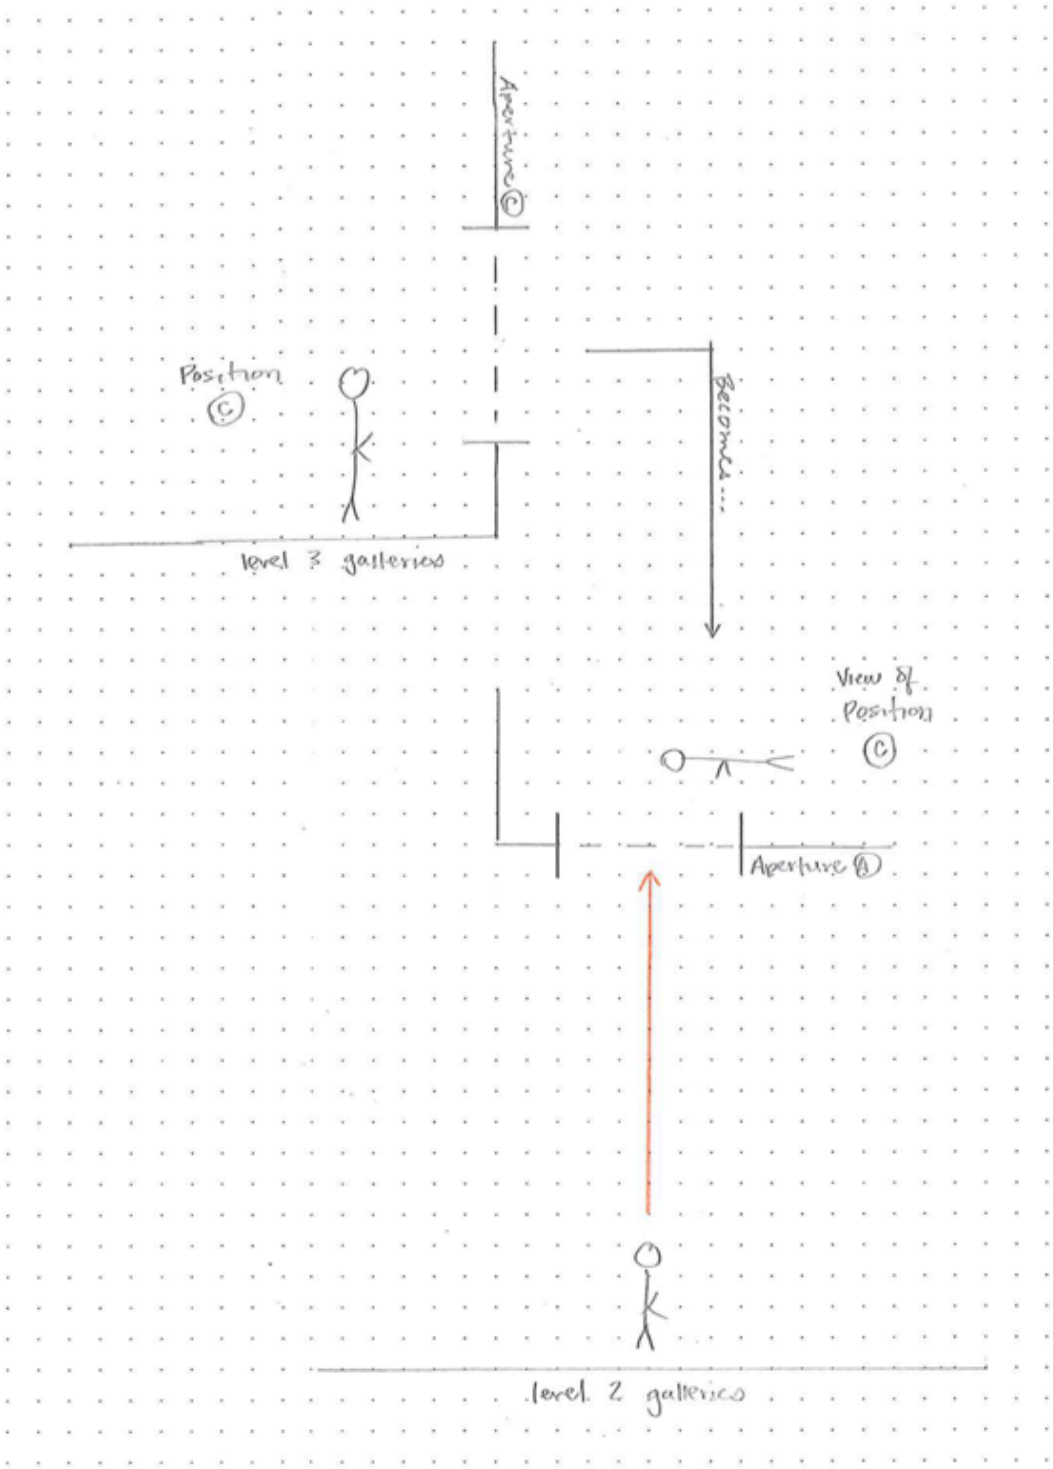 Aperture C
Position
C
Becomes...
level 3 galleries
View of
Position
C
Aperture A
level 2 galleries